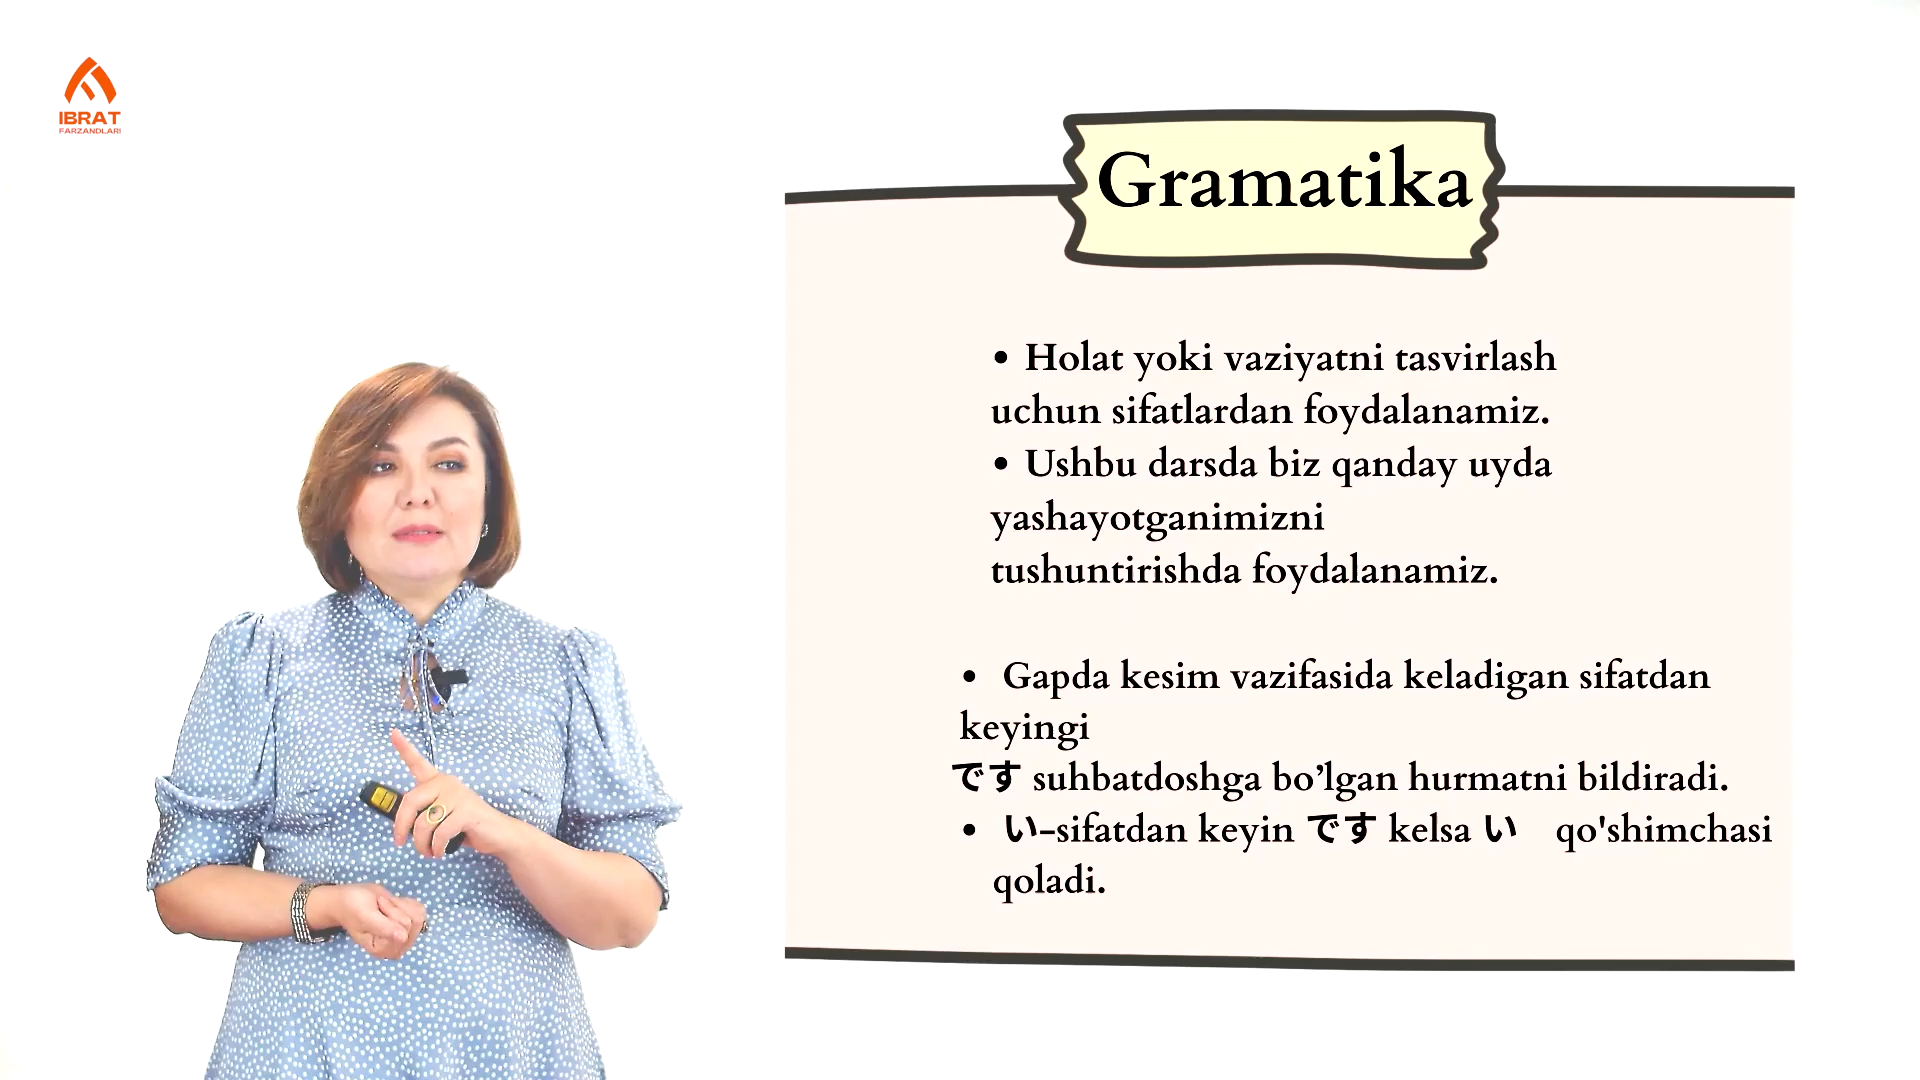 IBRAT
FARZANDLARI
Gramatika
• Holat yoki vaziyatni tasvirlash
uchun sifatlardan foydalanamiz.
• Ushbu darsda biz qanday uyda
yashayotganimizni
tushuntirishda foydalanamiz.
• Gapda kesim vazifasida keladigan sifatdan
keyingi
です suhbatdoshga bo’lgan hurmatni bildiradi.
• い-sifatdan keyin です kelsa い qo'shimchasi
qoladi.